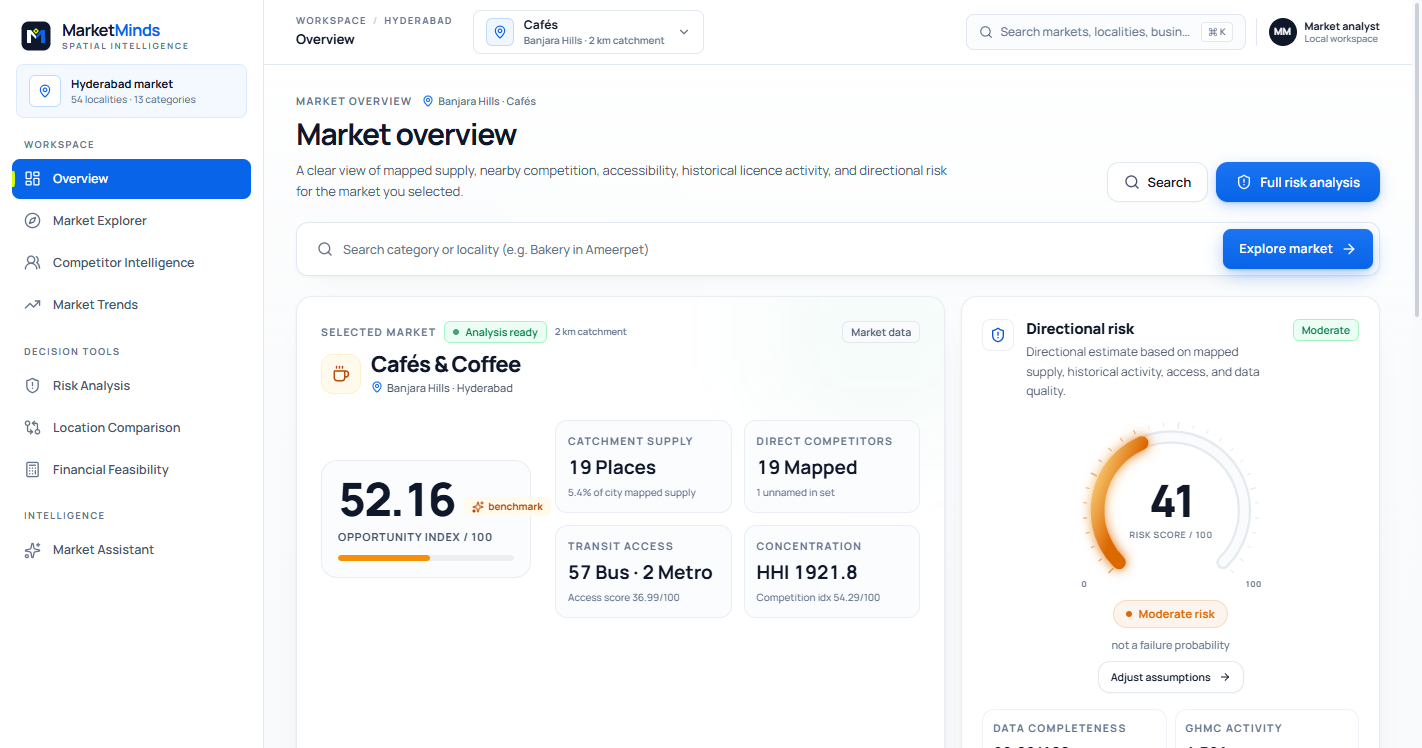 MarketMinds
SPATIAL INTELLIGENCE
Hyderabad market
54 localities · 13 categories
WORKSPACE
Overview
Market Explorer
Competitor Intelligence
Market Trends
DECISION TOOLS
Risk Analysis
Location Comparison
Financial Feasibility
INTELLIGENCE
Market Assistant
WORKSPACE / HYDERABAD
Overview
Cafés
Banjara Hills · 2 km catchment
Search markets, localities, busin...
⌘ K
MM
Market analyst
Local workspace
MARKET OVERVIEW
Banjara Hills · Cafés
Market overview
A clear view of mapped supply, nearby competition, accessibility, historical licence activity, and directional risk
for the market you selected.
Search
Full risk analysis
Search category or locality (e.g. Bakery in Ameerpet)
Explore market
SELECTED MARKET
Analysis ready
2 km catchment
Market data
Cafés & Coffee
Banjara Hills · Hyderabad
52.16
benchmark
OPPORTUNITY INDEX / 100
CATCHMENT SUPPLY
19 Places
5.4% of city mapped supply
DIRECT COMPETITORS
19 Mapped
1 unnamed in set
TRANSIT ACCESS
57 Bus · 2 Metro
Access score 36.99/100
CONCENTRATION
HHI 1921.8
Competition idx 54.29/100
Directional risk
Moderate
Directional estimate based on mapped
supply, historical activity, access, and data
quality.
41
RISK SCORE / 100
0
100
Moderate risk
not a failure probability
Adjust assumptions
DATA COMPLETENESS
GHMC ACTIVITY